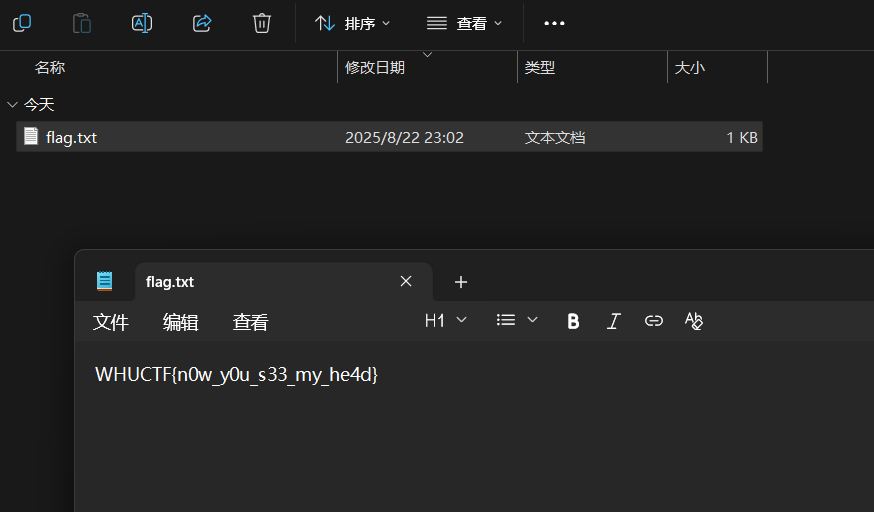 排序 查看
名称 修改日期 类型 大小
今天
flag.txt 2025/8/22 23:02 文本文档 1 KB
flag.txt
文件 编辑 查看 H1 B I
WHUCTF{n0w_y0u_s33_my_he4d}